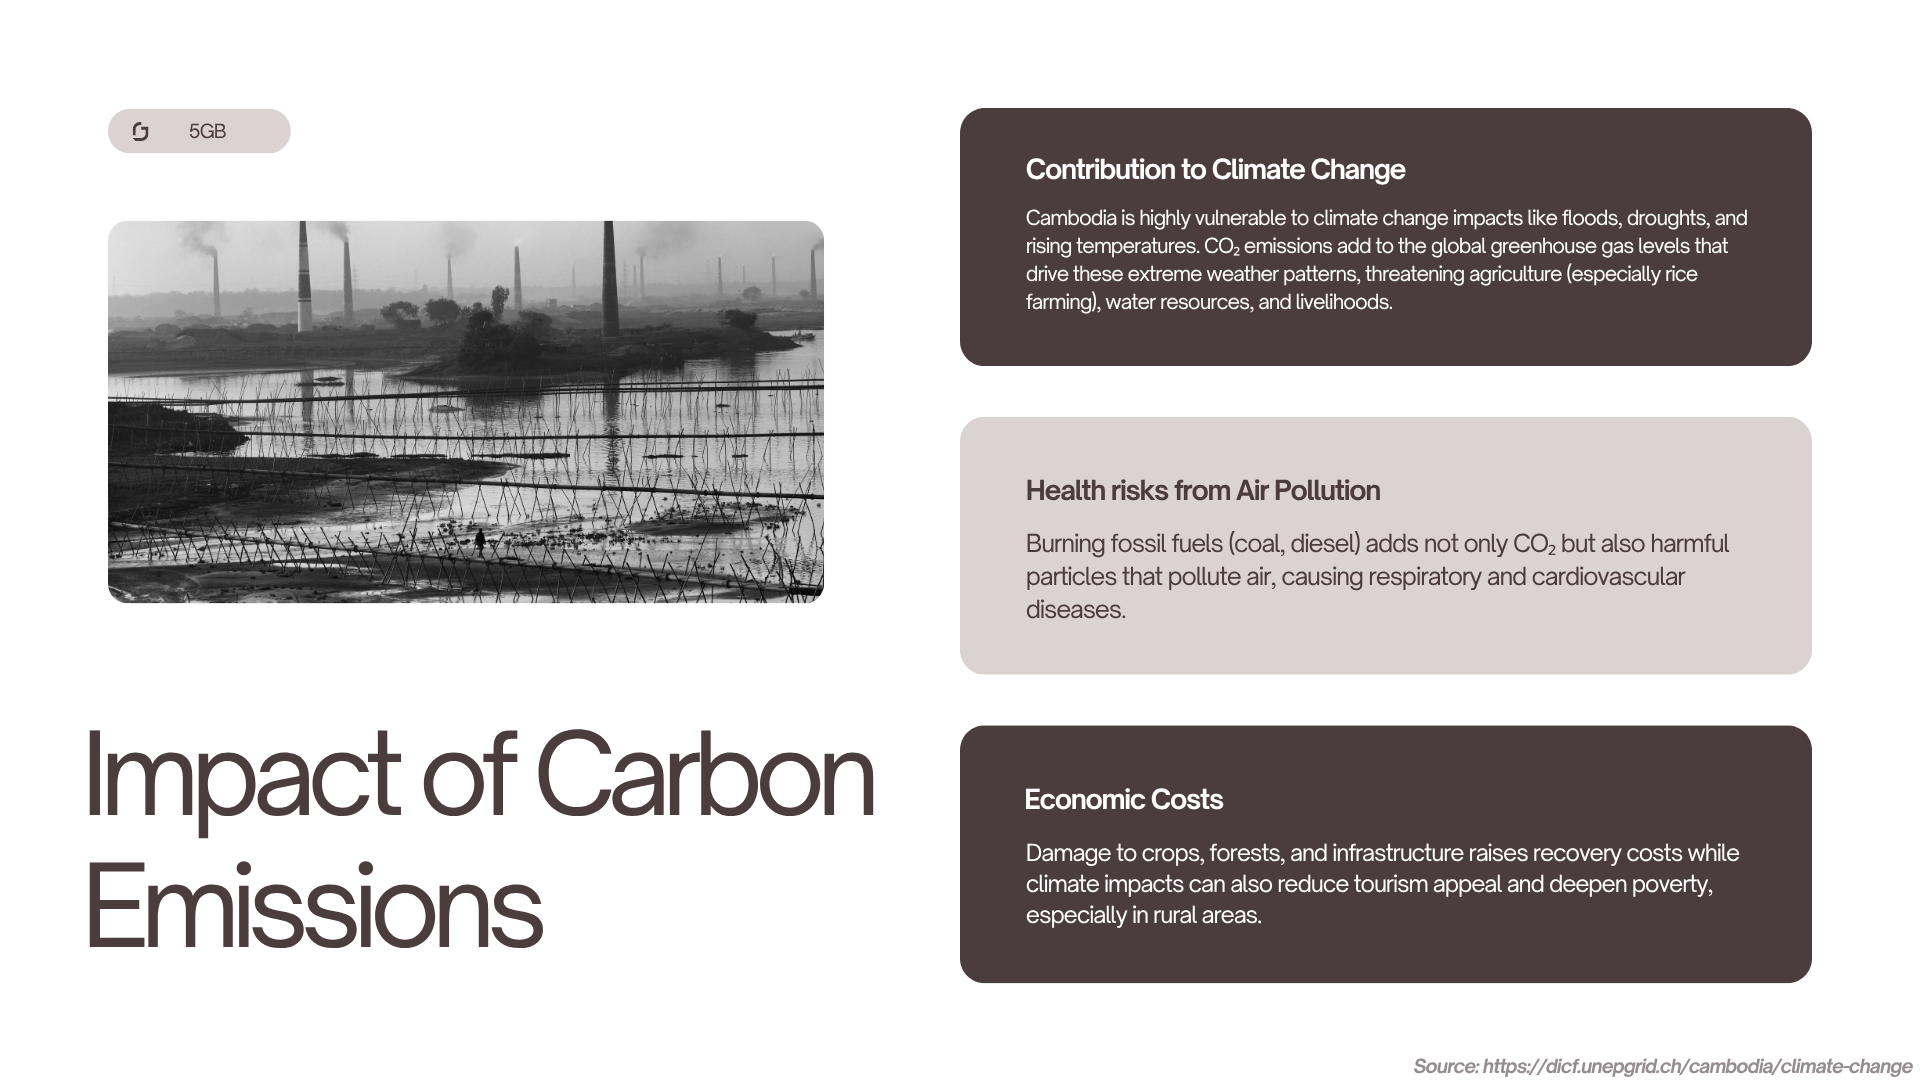 5GB
Impact of Carbon
Emissions
Contribution to Climate Change
Cambodia is highly vulnerable to climate change impacts like floods, droughts, and
rising temperatures. CO₂ emissions add to the global greenhouse gas levels that
drive these extreme weather patterns, threatening agriculture (especially rice
farming), water resources, and livelihoods.
Health risks from Air Pollution
Burning fossil fuels (coal, diesel) adds not only CO₂ but also harmful
particles that pollute air, causing respiratory and cardiovascular
diseases.
Economic Costs
Damage to crops, forests, and infrastructure raises recovery costs while
climate impacts can also reduce tourism appeal and deepen poverty,
especially in rural areas.
Source: https://dicf.unepgrid.ch/cambodia/climate-change